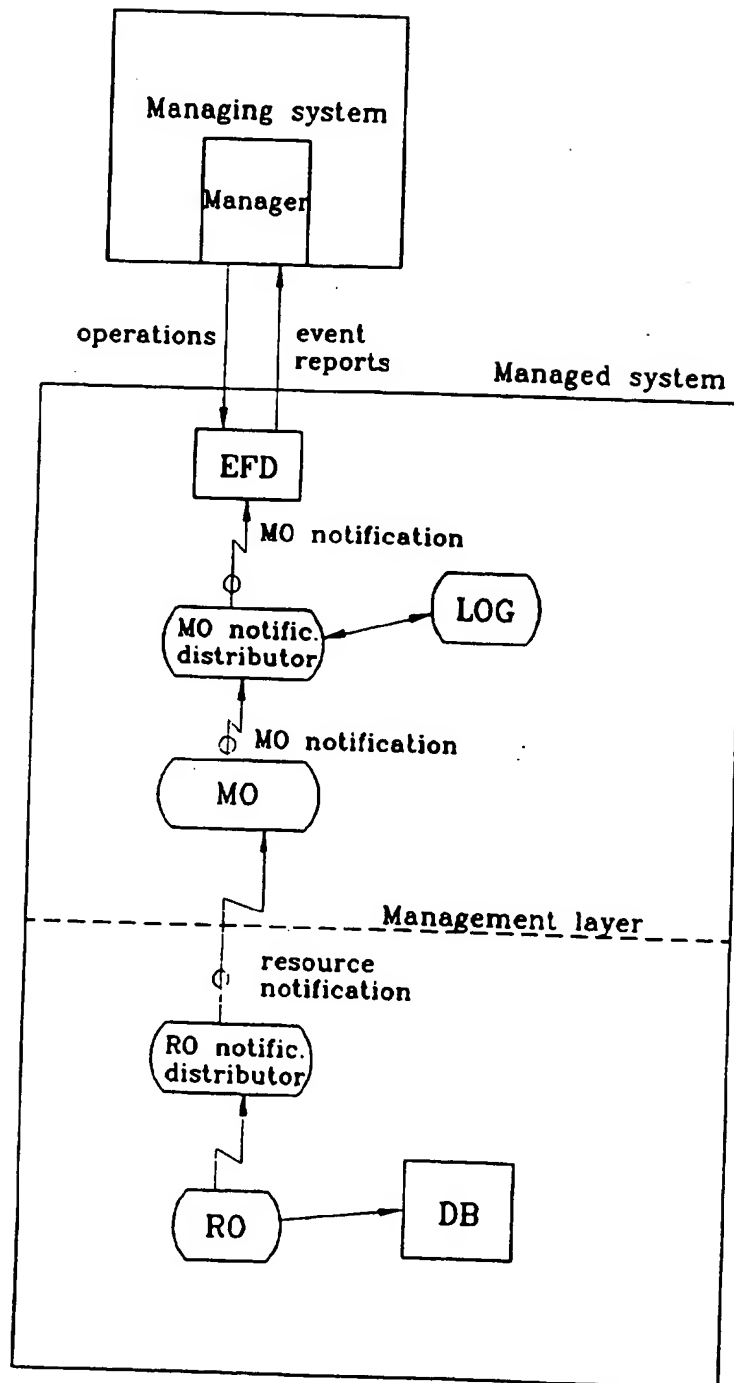 Managing system
Manager
operations
event
reports
Managed system
EFD
MO notification
LOG
MO notific.
distributor
MO notification
MO
Management layer
resource
notification
RO notific.
distributor
RO
DB